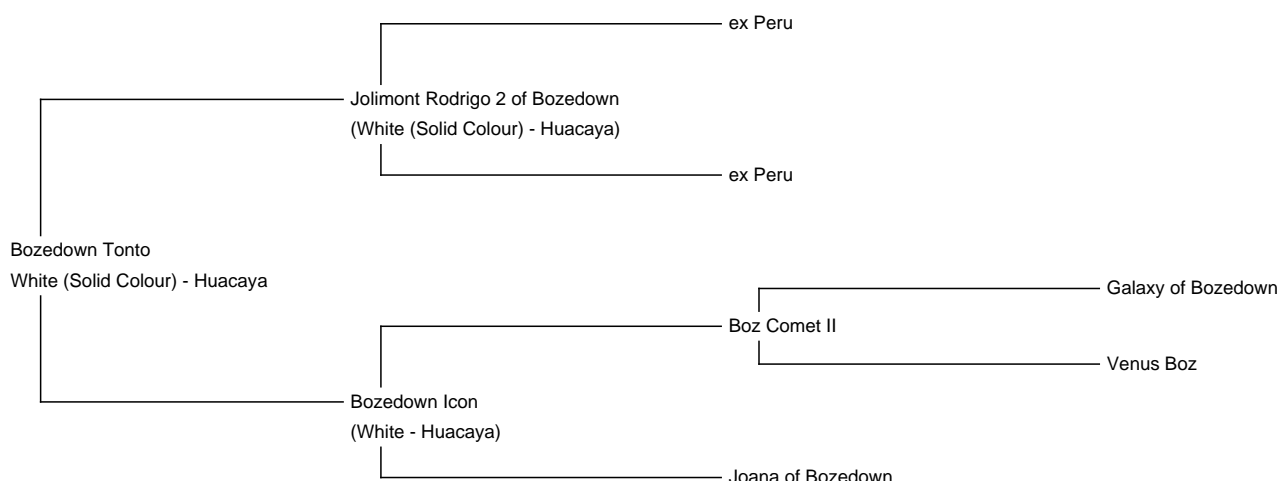 ex Peru
Jolimont Rodrigo 2 of Bozedown
(White (Solid Colour) - Huacaya)
ex Peru
Bozedown Tonto
White (Solid Colour) - Huacaya
Galaxy of Bozedown
Boz Comet II
Venus Boz
Bozedown Icon
(White - Huacaya)
Joana of Bozedown